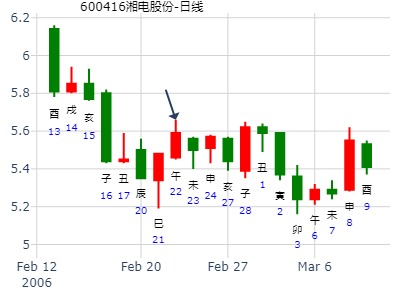 600416湘电股份-日线
6.2
6
5.8
5.6
5.4
5.2
5
酉
13
戌
14
亥
15
子
16
丑
17
辰
20
巳
21
午
22
未
23
申
24
亥
27
子
28
丑
1
寅
2
卯
3
午
6
未
7
申
8
酉
9
Feb 12
2006
Feb 20
Feb 27
Mar 6